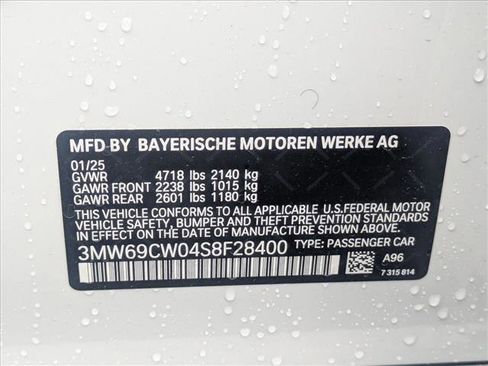 MFD BY BAYERISCHE MOTOREN WERKE AG
01/25
GVWR 4718 lbs 2140 kg
GAWR FRONT 2238 lbs 1015 kg
GAWR REAR 2601 lbs 1180 kg
THIS VEHICLE CONFORMS TO ALL APPLICABLE U.S.FEDERAL MOTOR
VEHICLE SAFETY, BUMPER AND THEFT PREVENTION STANDARDS
IN EFFECT ON THE DATE OF MANUFACTURE SHOWN ABOVE.
3MW69CW04S8F28400 TYPE: PASSENGER CAR
A96
7 315 814